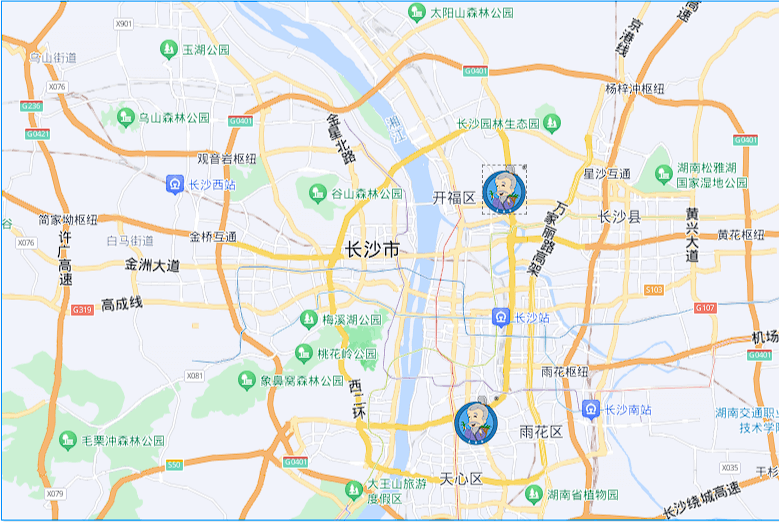 太阳山森林公园
高速
X901
京港线
玉湖公园
乌山街道
G0401
X076
杨梓冲枢纽
G236
湘江
乌山森林公园
G0401
长沙园林生态园
G0421
金星北路
G0401
观音岩枢纽
星沙互通
湖南松雅湖
国家湿地公园
长沙西站
谷山森林公园
开福区
谷
简家坳枢纽
万家丽路高架
长沙县
黄兴大道
X076
白马街道
金桥互通
黄花枢纽
许广高速
长沙市
金洲大道
S103
高成线
G319
G107
梅溪湖公园
长沙站
机场
桃花岭公园
G0401
X081
象鼻窝森林公园
西二环
雨花枢纽
长沙南站
湖南交通职业
技术学院
毛栗冲森林公园
雨花区
S50
G0401
X035
干杉
天心区
大王山旅游
度假区
X079
湖南省植物园
长沙绕城高速